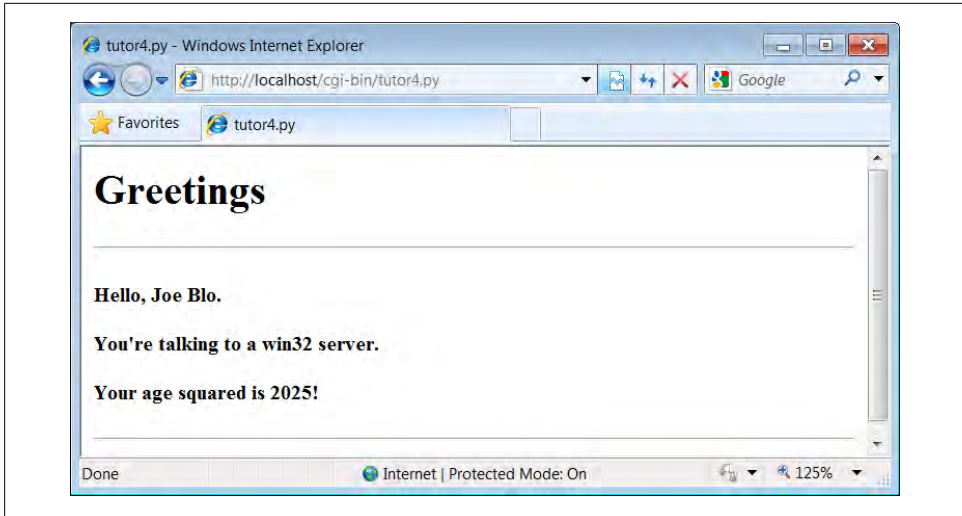 tutor4.py - Windows Internet Explorer
http://localhost/cgi-bin/tutor4.py
Google
Favorites
tutor4.py
Greetings
Hello, Joe Blo.
You're talking to a win32 server.
Your age squared is 2025!
Done
Internet | Protected Mode: On
125%